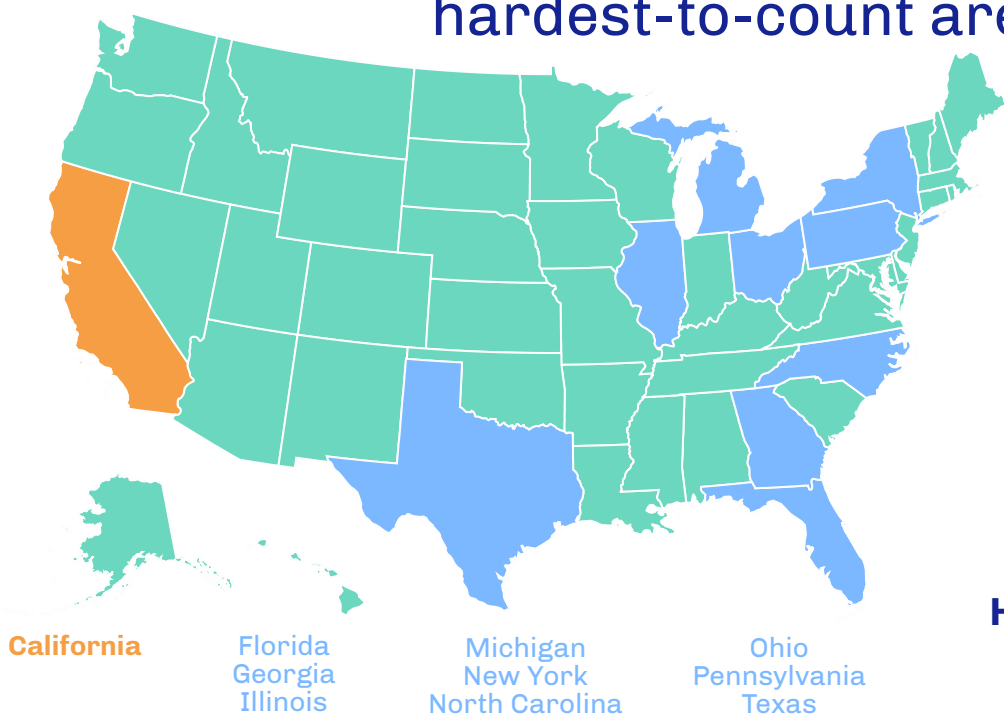 hardest-to-count are
H
California
Florida
Georgia
Illinois
Michigan
New York
North Carolina
Ohio
Pennsylvania
Texas